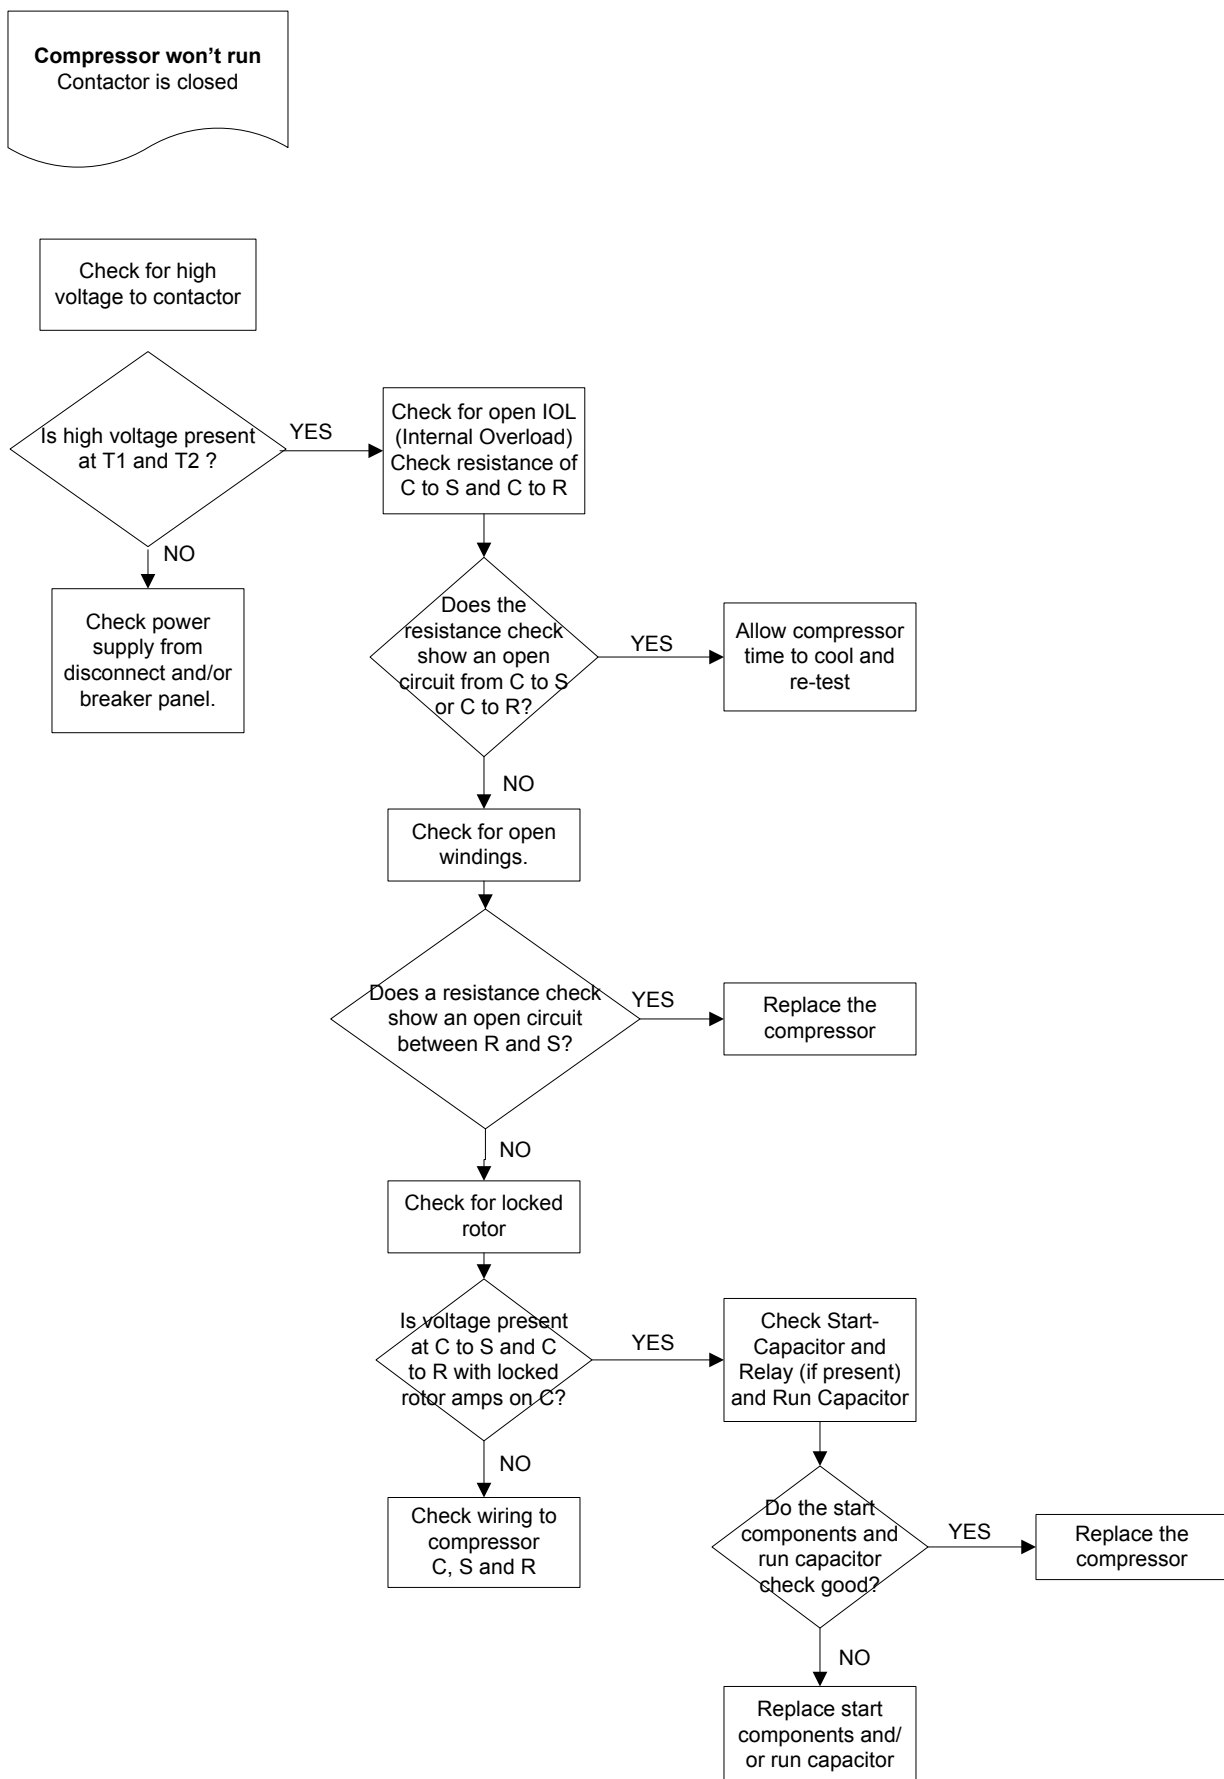 Compressor won't run
Contactor is closed
Check for high
voltage to contactor
Is high voltage present
at T1 and T2 ?
YES
NO
Check power
supply from
disconnect and/or
breaker panel.
Check for open IOL
(Internal Overload)
Check resistance of
C to S and C to R
Does the
resistance check
show an open
circuit from C to S
or C to R?
YES
Allow compressor
time to cool and
re-test
NO
Check for open
windings.
Does a resistance check
show an open circuit
between R and S?
YES
Replace the
compressor
NO
Check for locked
rotor
Is voltage present
at C to S and C
to R with locked
rotor amps on C?
YES
NO
Check wiring to
compressor
C, S and R
Check Start-
Capacitor and
Relay (if present)
and Run Capacitor
Do the start
components and
run capacitor
check good?
YES
Replace the
compressor
NO
Replace start
components and/
or run capacitor